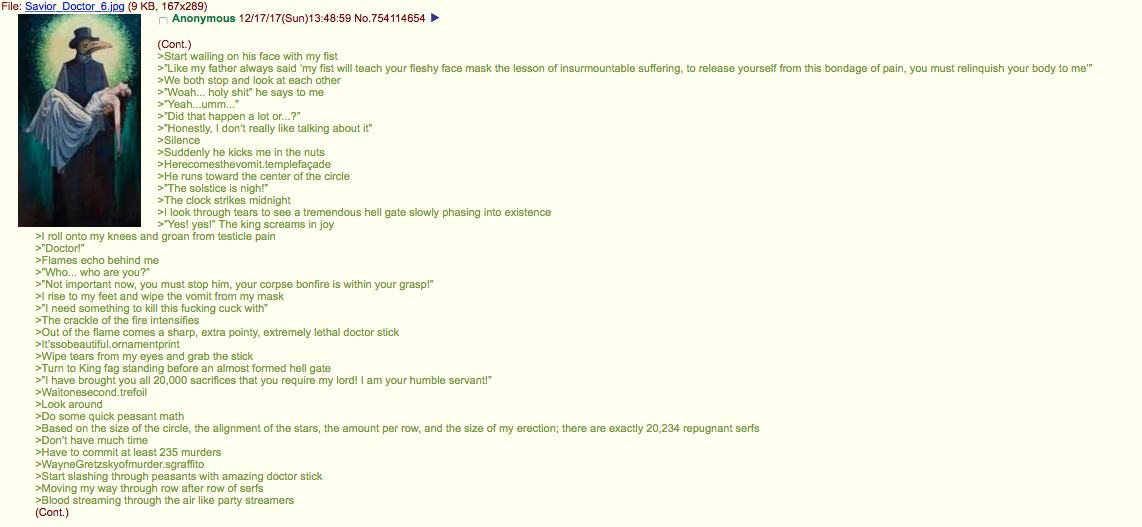 File: Savior_Doctor_6.jpg (9 KB, 167x289)
Anonymous 12/17/17(Sun)13:48:59 No.754114654 ▶
(Cont.)
>Start wailing on his face with my fist
>"Like my father always said 'my fist will teach your fleshy face mask the lesson of insurmountable suffering, to release yourself from this bondage of pain, you must relinquish your body to me'"
>We both stop and look at each other
>"Woah... holy shit" he says to me
>"Yeah...umm..."
>"Did that happen a lot or...?"
>"Honestly, I don't really like talking about it"
>Silence
>Suddenly he kicks me in the nuts
>Herecomesthevomit.templefaçade
>He runs toward the center of the circle
>"The solstice is nigh!"
>The clock strikes midnight
>I look through tears to see a tremendous hell gate slowly phasing into existence
>"Yes! yes!" The king screams in joy
>I roll onto my knees and groan from testicle pain
>"Doctor!"
>Flames echo behind me
>"Who... who are you?"
>"Not important now, you must stop him, your corpse bonfire is within your grasp!"
>I rise to my feet and wipe the vomit from my mask
>"I need something to kill this fucking cuck with"
>The crackle of the fire intensifies
>Out of the flame comes a sharp, extra pointy, extremely lethal doctor stick
>It'ssobeautiful.ornamentprint
>Wipe tears from my eyes and grab the stick
>Turn to King fag standing before an almost formed hell gate
>"I have brought you all 20,000 sacrifices that you require my lord! I am your humble servant!"
>Waitonesecond.trefoil
>Look around
>Do some quick peasant math
>Based on the size of the circle, the alignment of the stars, the amount per row, and the size of my erection; there are exactly 20,234 repugnant serfs
>Don't have much time
>Have to commit at least 235 murders
>WayneGretzskyofmurder.sgraffito
>Start slashing through peasants with amazing doctor stick
>Moving my way through row after row of serfs
>Blood streaming through the air like party streamers
(Cont.)